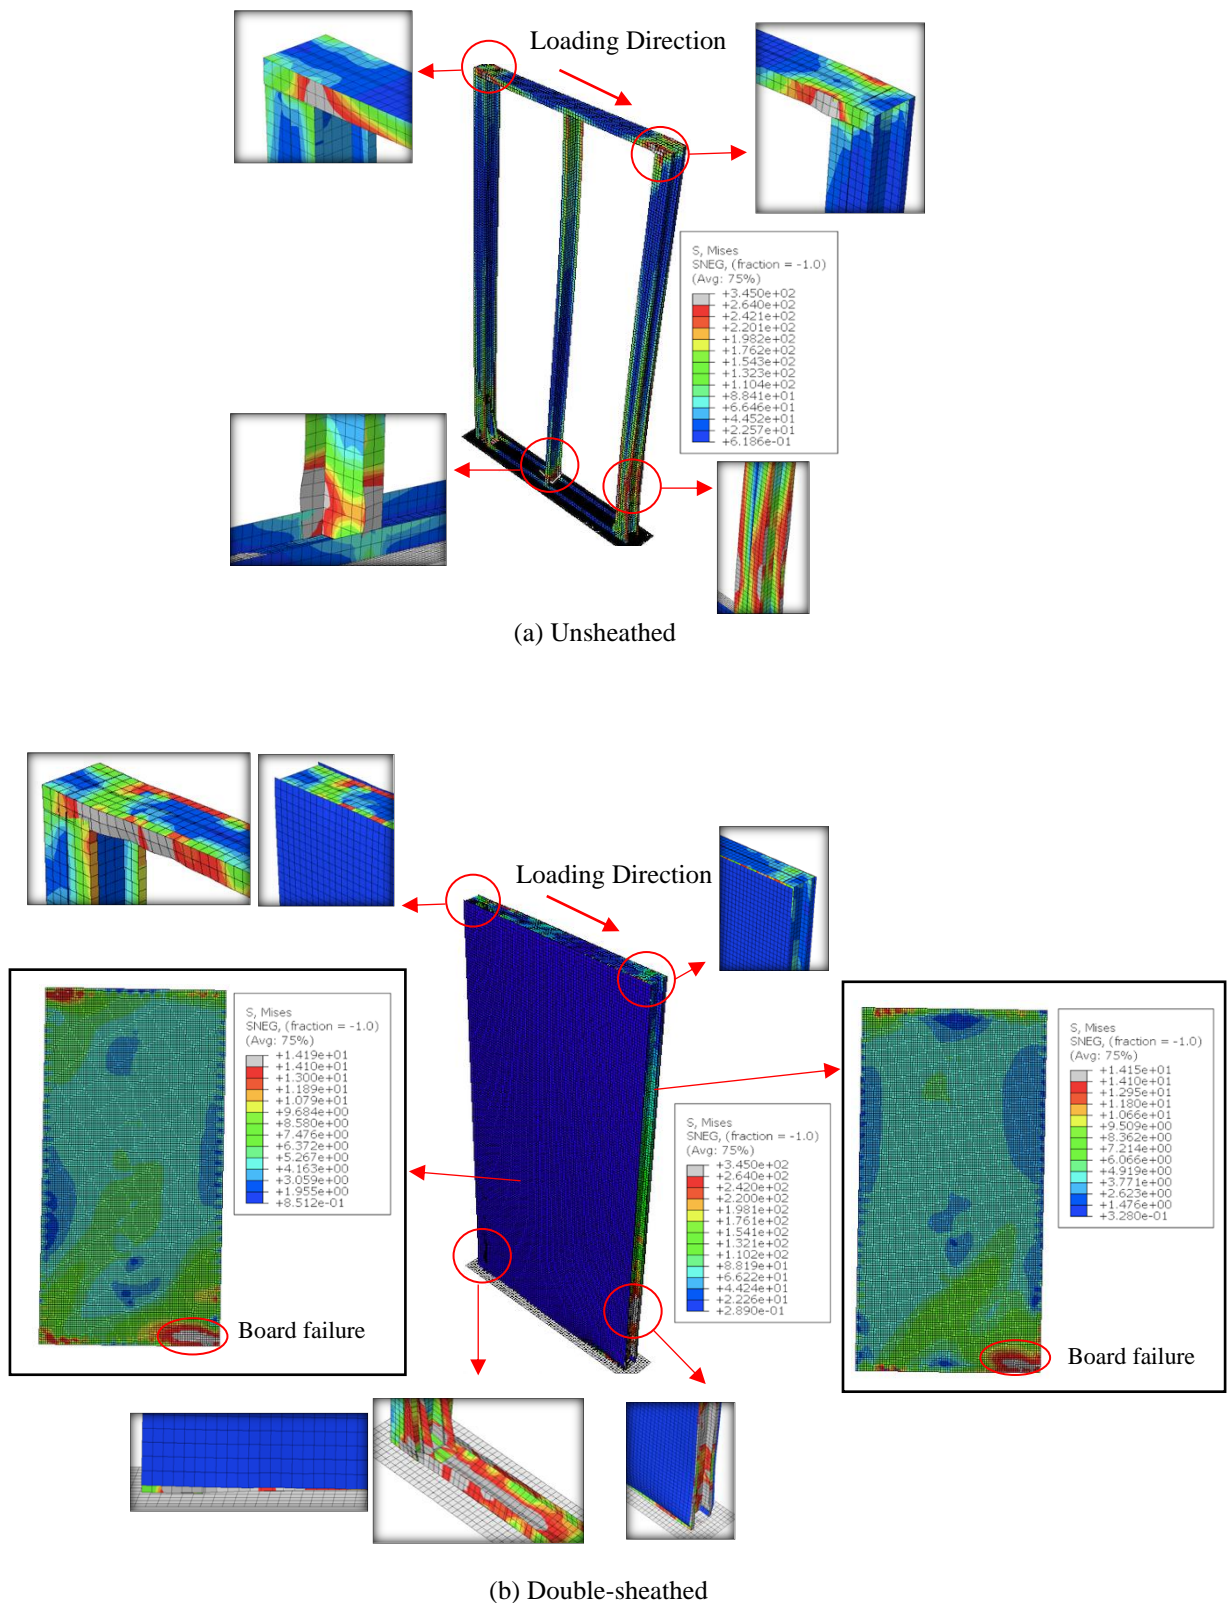 Loading Direction
S, Mises
SNEG, (fraction = -1.0)
(Avg: 75%)
+3.450e+02
+2.640e+02
+2.421e+02
+2.201e+02
+1.982e+02
+1.762e+02
+1.543e+02
+1.323e+02
+1.104e+02
+8.841e+01
+6.646e+01
+4.452e+01
+2.257e+01
+6.186e-01
(a) Unsheathed
Loading Direction
S, Mises
SNEG, (fraction = -1.0)
(Avg: 75%)
+1.419e+01
+1.410e+01
+1.300e+01
+1.189e+01
+1.079e+01
+9.684e+00
+8.580e+00
+7.476e+00
+6.372e+00
+5.267e+00
+4.163e+00
+3.059e+00
+1.955e+00
+8.512e-01
Board failure
S, Mises
SNEG, (fraction = -1.0)
(Avg: 75%)
+3.450e+02
+2.640e+02
+2.420e+02
+2.200e+02
+1.981e+02
+1.761e+02
+1.541e+02
+1.321e+02
+1.102e+02
+8.819e+01
+6.622e+01
+4.424e+01
+2.226e+01
+2.890e-01
S, Mises
SNEG, (fraction = -1.0)
(Avg: 75%)
+1.415e+01
+1.410e+01
+1.295e+01
+1.180e+01
+1.066e+01
+9.509e+00
+8.362e+00
+7.214e+00
+6.066e+00
+4.919e+00
+3.771e+00
+2.623e+00
+1.476e+00
+3.280e-01
Board failure
(b) Double-sheathed